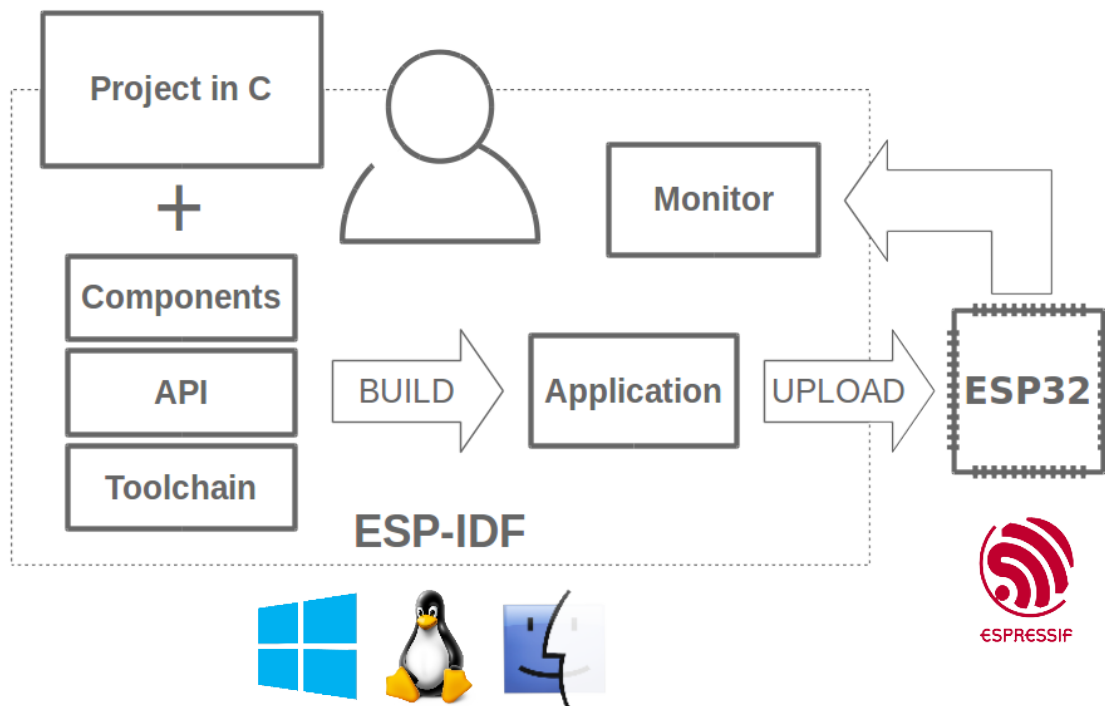 Project in C
+
Components
API
Toolchain
BUILD
Application
UPLOAD
Monitor
ESP32
ESP-IDF
ESPRESSIF